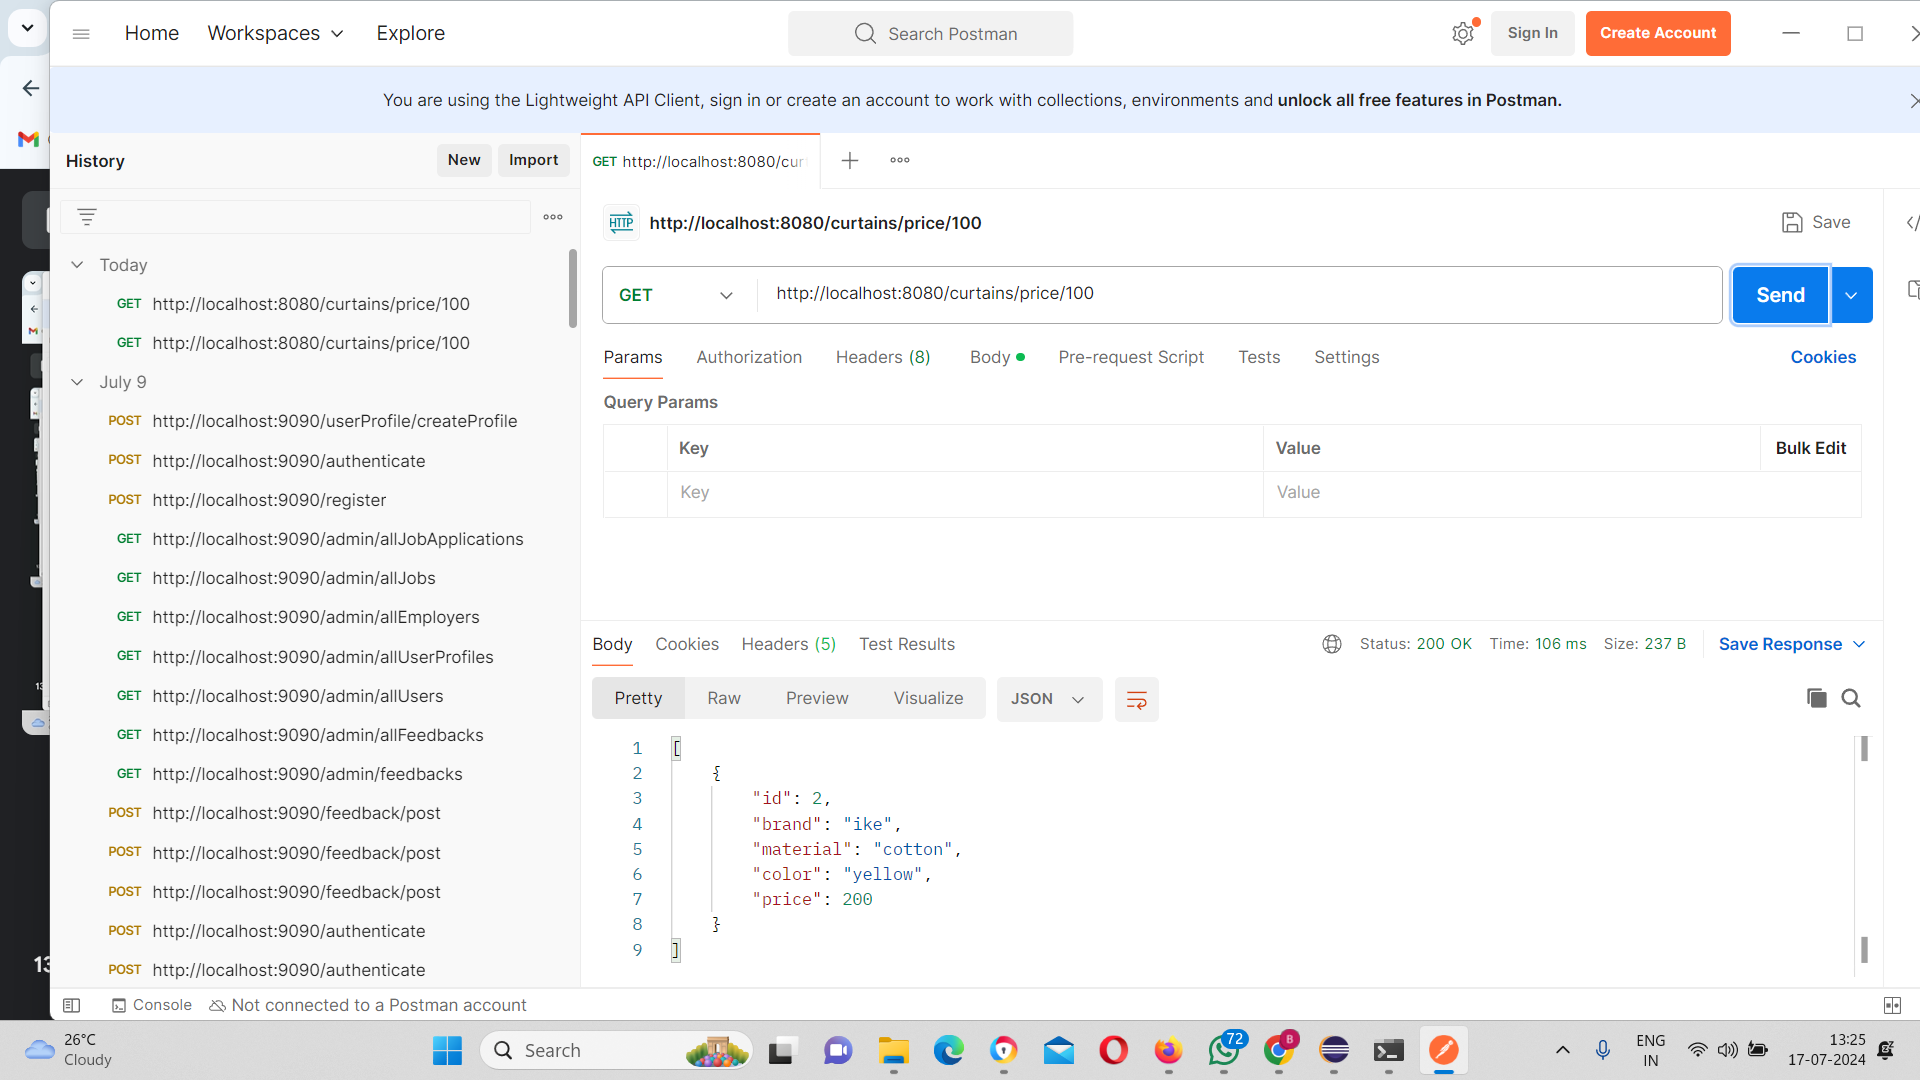 Home Workspaces Explore Search Postman Sign In Create Account
You are using the Lightweight API Client, sign in or create an account to work with collections, environments and unlock all free features in Postman.
History New Import
GET http://localhost:8080/cur
http://localhost:8080/curtains/price/100 Save
GET http://localhost:8080/curtains/price/100 Send
Params Authorization Headers (8) Body Pre-request Script Tests Settings Cookies
Query Params
Key Value Bulk Edit
Key Value
Today
GET http://localhost:8080/curtains/price/100
GET http://localhost:8080/curtains/price/100
July 9
POST http://localhost:9090/userProfile/createProfile
POST http://localhost:9090/authenticate
POST http://localhost:9090/register
GET http://localhost:9090/admin/allJobApplications
GET http://localhost:9090/admin/allJobs
GET http://localhost:9090/admin/allEmployers
GET http://localhost:9090/admin/allUserProfiles
GET http://localhost:9090/admin/allUsers
GET http://localhost:9090/admin/allFeedbacks
GET http://localhost:9090/admin/feedbacks
POST http://localhost:9090/feedback/post
POST http://localhost:9090/feedback/post
POST http://localhost:9090/feedback/post
POST http://localhost:9090/authenticate
POST http://localhost:9090/authenticate
Body Cookies Headers (5) Test Results Status: 200 OK Time: 106 ms Size: 237 B Save Response
Pretty Raw Preview Visualize JSON
1 [
2 {
3 "id": 2,
4 "brand": "ike",
5 "material": "cotton",
6 "color": "yellow",
7 "price": 200
8 }
9 ]
Console Not connected to a Postman account
26°C
Cloudy
Search
72
B
ENG
IN
13:25
17-07-2024